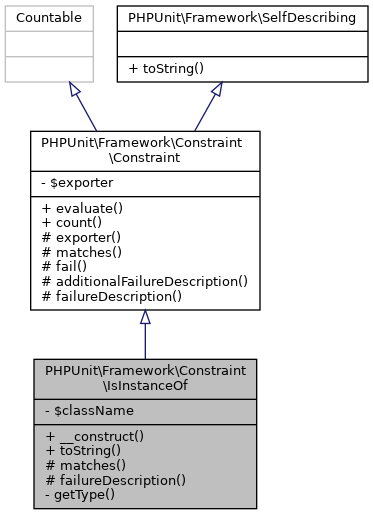 Countable
PHPUnit\Framework\SelfDescribing
+ toString()
PHPUnit\Framework\Constraint
\Constraint
- $exporter
+ evaluate()
+ count()
# exporter()
# matches()
# fail()
# additionalFailureDescription()
# failureDescription()
PHPUnit\Framework\Constraint
\IsInstanceOf
- $className
+ __construct()
+ toString()
# matches()
# failureDescription()
- getType()